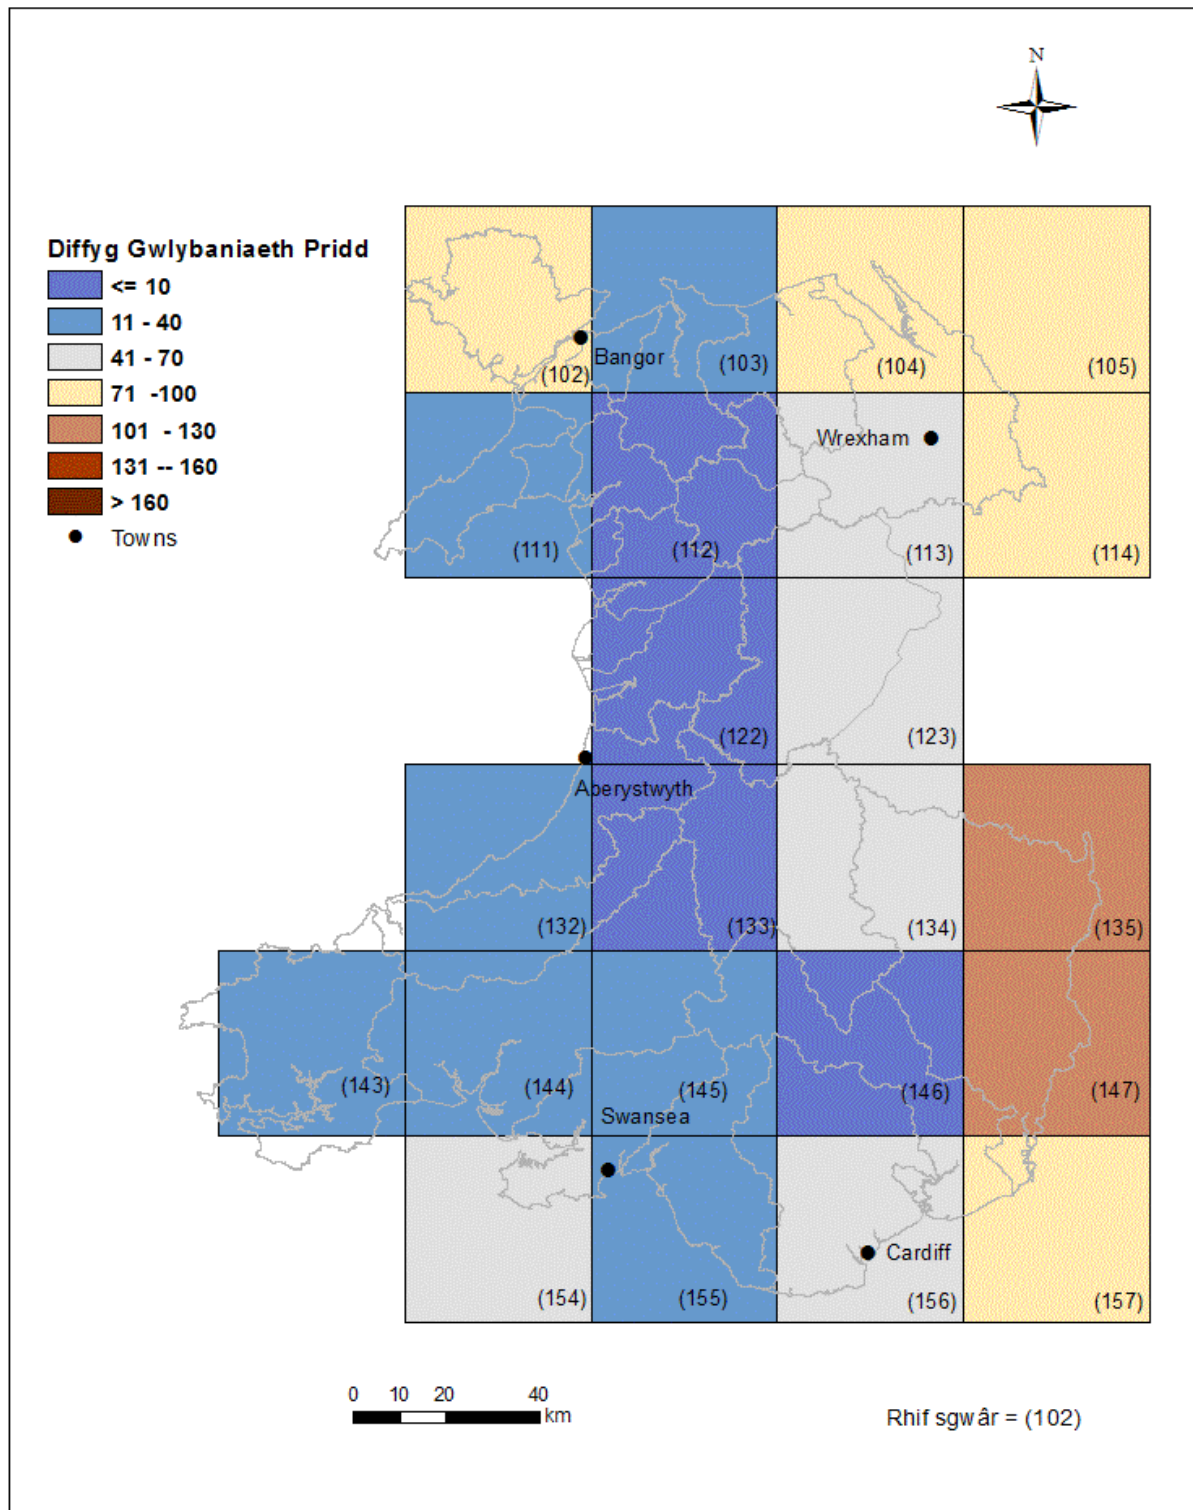 N
Diffyg Gwlybaniaeth Pridd
<= 10
11 - 40
41 - 70
71 -100
101 - 130
131 -- 160
> 160
Towns
Bangor
(102)
(103)
(104)
(105)
Wrexham
(111)
(112)
(113)
(114)
(122)
(123)
Aberystwyth
(132)
(133)
(134)
(135)
(143)
(144)
(145)
(146)
(147)
Swansea
Cardiff
(154)
(155)
(156)
(157)
0 10 20 40
km
Rhif sgwâr = (102)